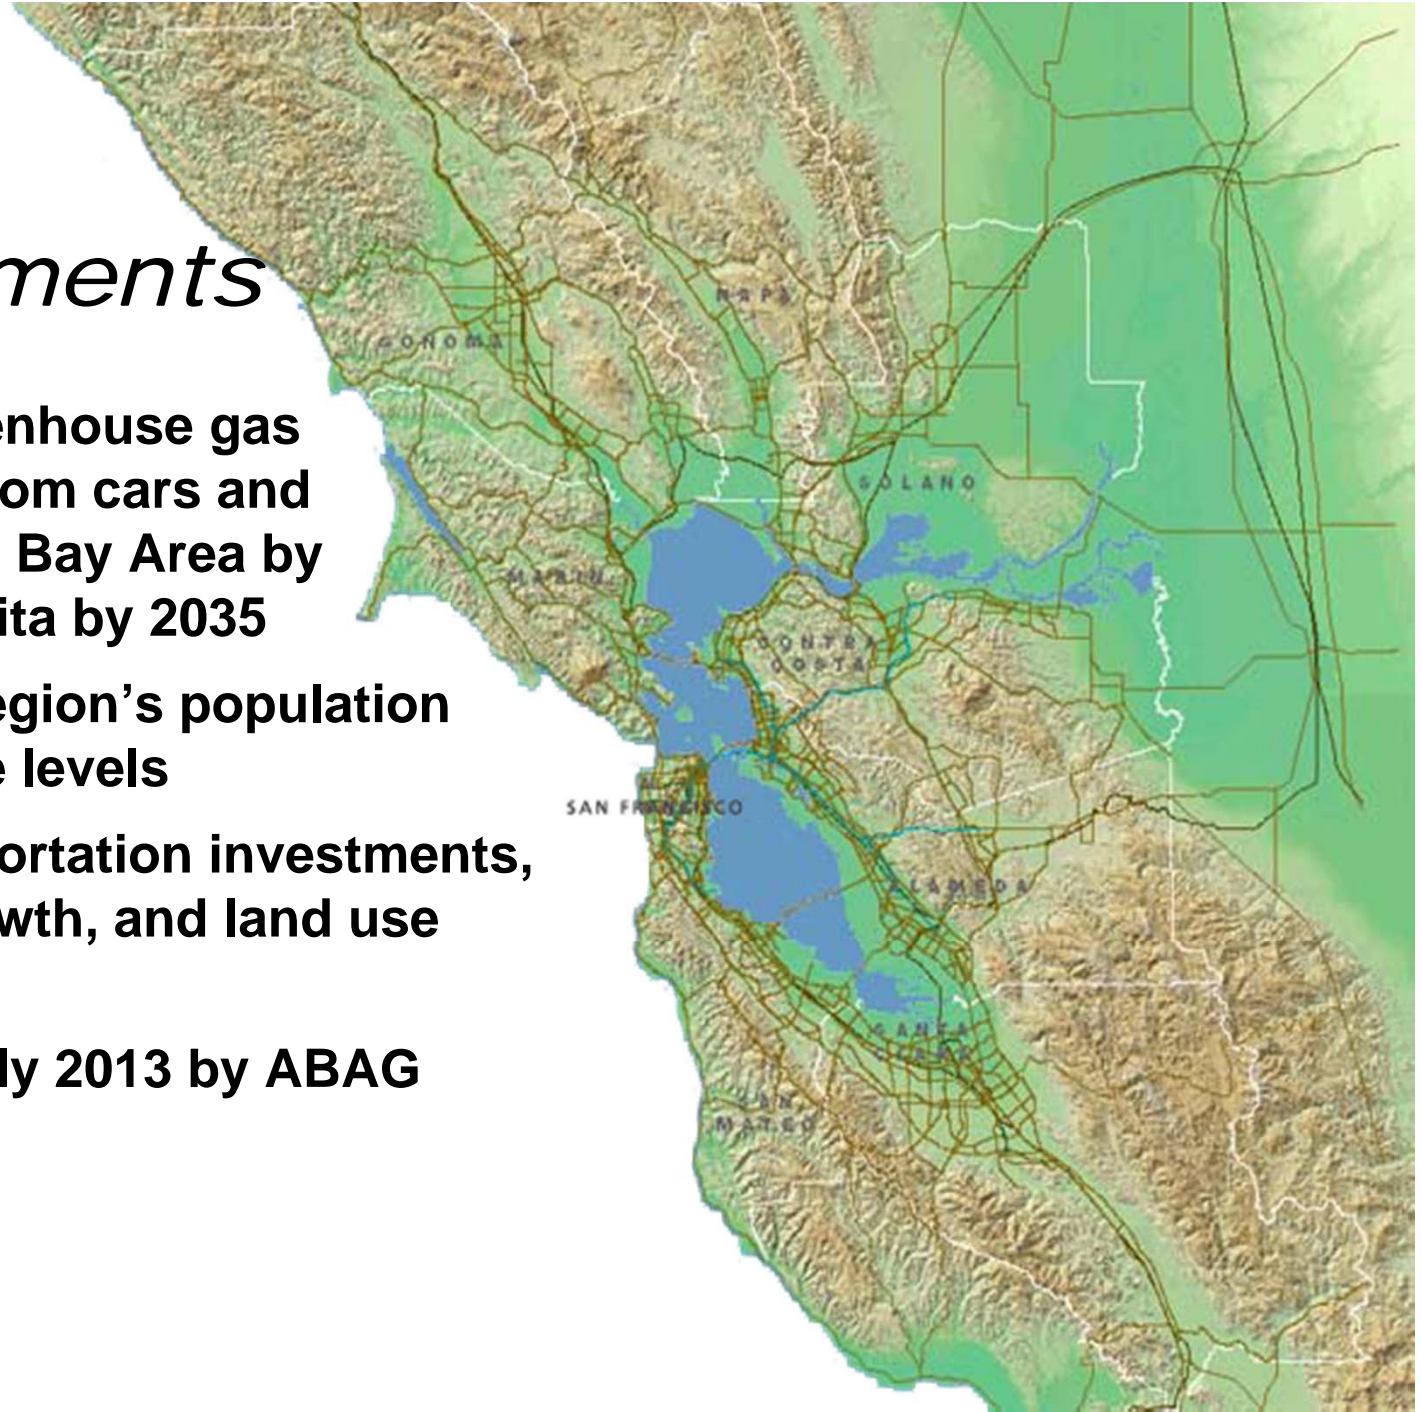 ments
enhouse gas
om cars and
Bay Area by
ita by 2035
egion’s population
e levels
ortation investments,
wth, and land use
ly 2013 by ABAG
NAPA
SONOMA
SOLANO
MARIN
CONTRA
COSTA
SAN FRANCISCO
ALAMEDA
SANTA
CLARA
SAN
MATEO